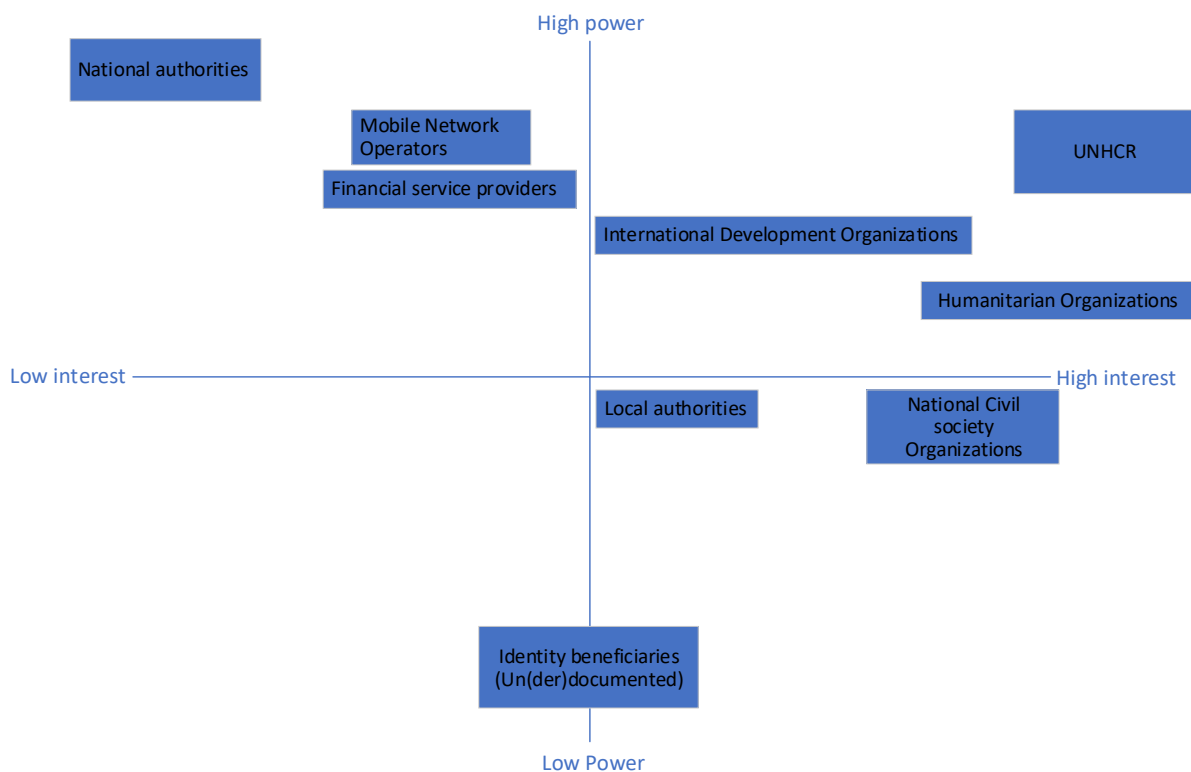 High power
National authorities
Mobile Network
Operators
UNHCR
Financial service providers
International Development Organizations
Humanitarian Organizations
Low interest
High interest
Local authorities
National Civil
society
Organizations
Identity beneficiaries
(Un(der)documented)
Low Power